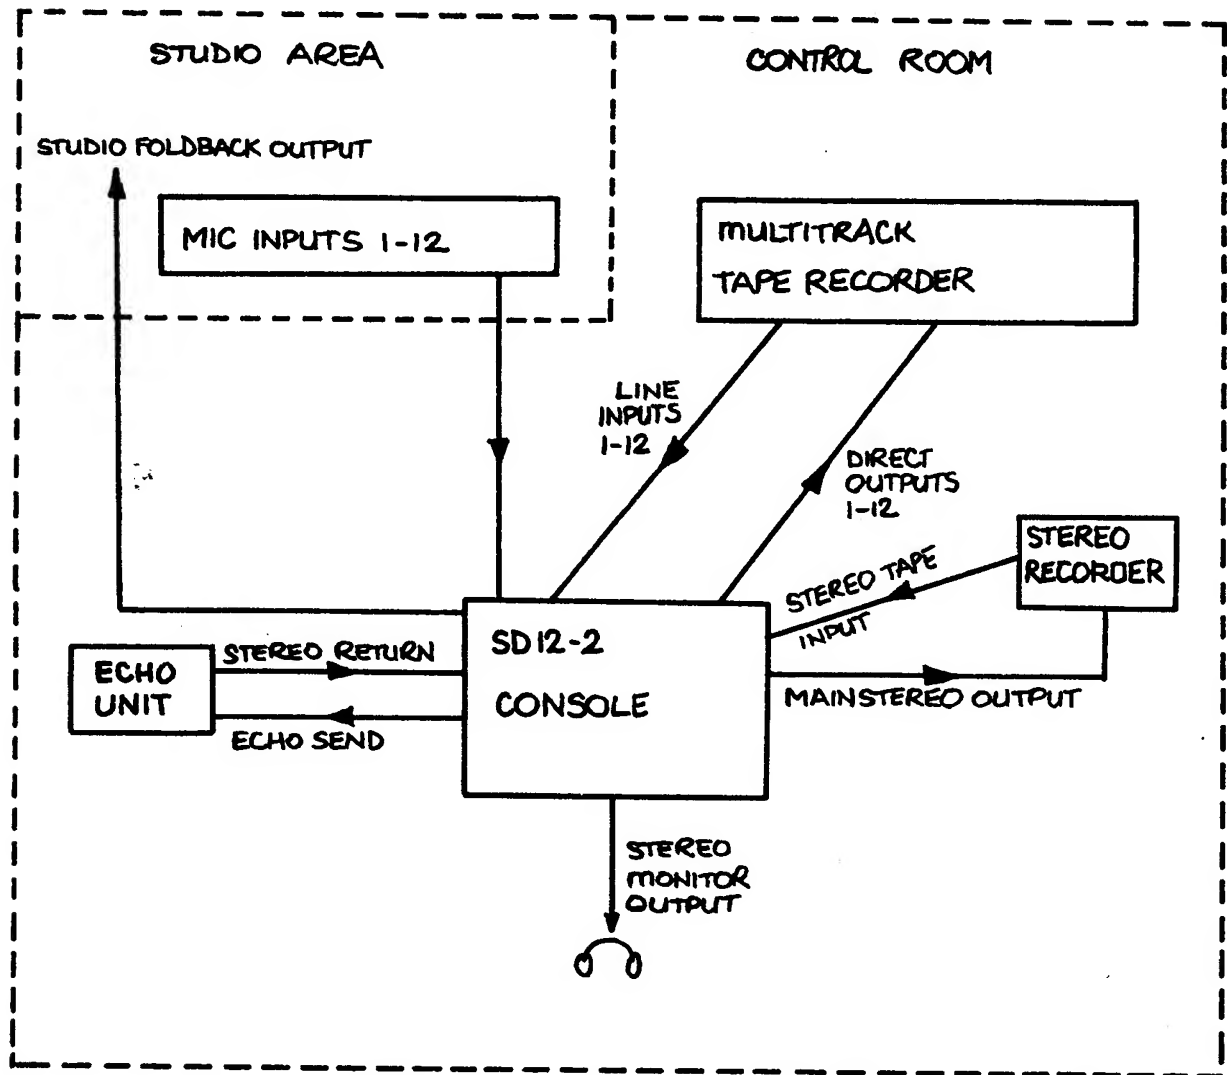 STUDIO AREA
CONTROL ROOM
STUDIO FOLDBACK OUTPUT
MIC INPUTS 1-12
MULTITRACK
TAPE RECORDER
LINE
INPUTS
1-12
DIRECT
OUTPUTS
1-12
STEREO
RECORDER
STEREO TAPE
INPUT
SD12-2
CONSOLE
MAIN STEREO OUTPUT
ECHO
UNIT
STEREO RETURN
ECHO SEND
STEREO
MONITOR
OUTPUT